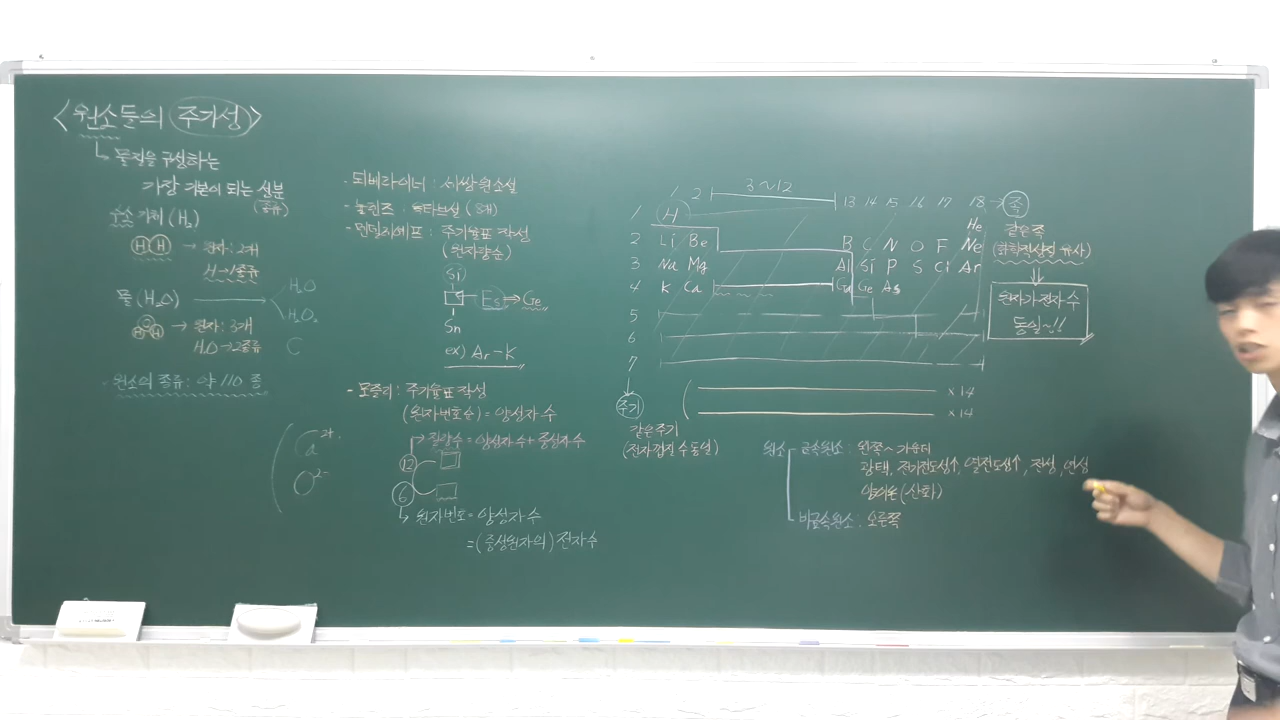 <원소들의 주기성>
물질을 구성하는
가장 기본이 되는 성분
(종류)
수소 기체 (H₂)
H H → 원자: 2개
H → 1종류
물 (H₂O) →
H₂O
H₂O₂
C
O
H H → 원자: 3개
H, O → 2종류
· 원소의 종류: 약 110 종
Ca²⁺
O²⁻
· 되베라이너 : 세쌍원소설
· 뉴랜즈 : 옥타브설 (8개)
· 멘델레예프 : 주기율표 작성
(원자량순)
Si
Es ⇒ Ge
Sn
ex) Ar - K
· 모즐리 : 주기율표 작성
(원자번호순) = 양성자 수
질량수 = 양성자 수 + 중성자 수
12
6
원자번호 = 양성자 수
= (중성원자의) 전자 수
1 2 3~12 13 14 15 16 17 18 → 족
1 H He
2 Li Be B C N O F Ne
3 Na Mg Al Si P S Cl Ar
4 K Ca Ga Ge As
5
6
7
×14
×14
주기
같은주기
(전자 껍질 수 동일)
같은족
(화학적성질 유사)
원자가 전자 수
동일~!!
원소
금속원소 : 왼쪽 ~ 가운데
광택, 전기전도성↑, 열전도성↑, 전성, 연성
양이온 (산화)
비금속원소 : 오른쪽